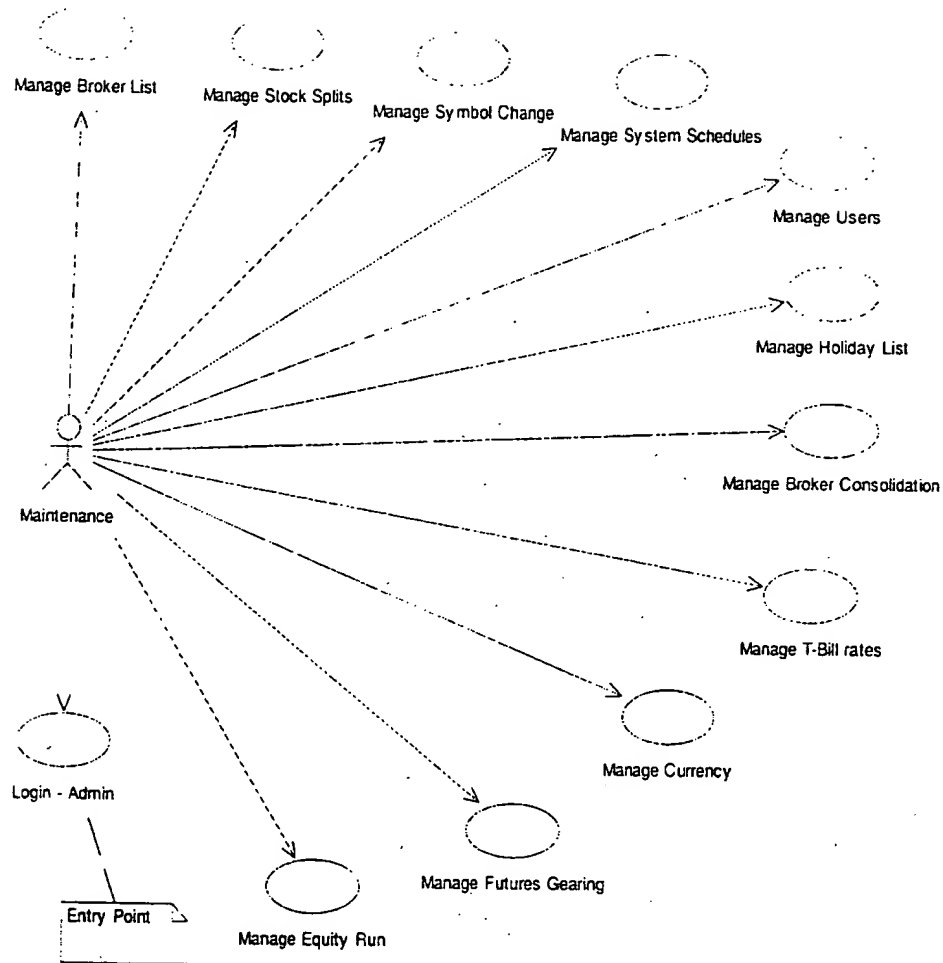 Manage Broker List
Manage Stock Splits
Manage Symbol Change
Manage System Schedules
Manage Users
Manage Holiday List
Manage Broker Consolidation
Maintenance
Manage T-Bill rates
Manage Currency
Login - Admin
Manage Futures Gearing
Entry Point
Manage Equity Run